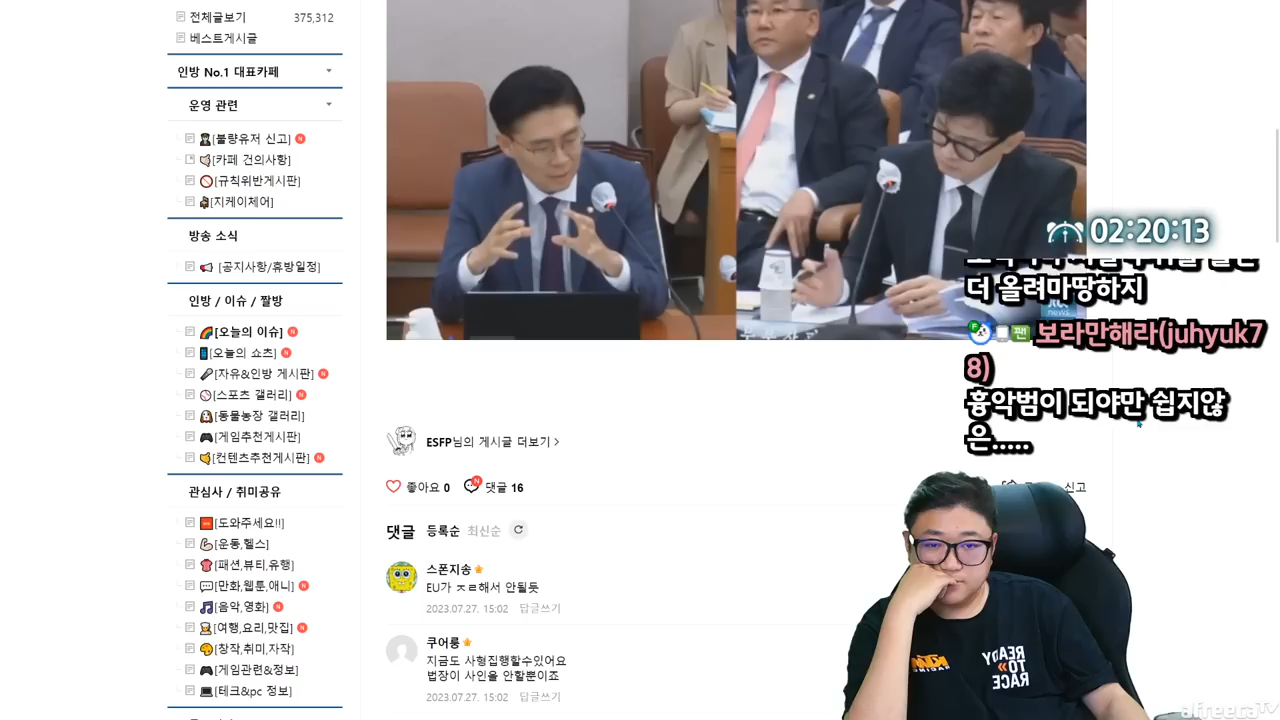 전체글보기 375,312
베스트게시글
인방 No.1 대표카페
운영 관련
[불량유저 신고]
[카페 건의사항]
[규칙위반게시판]
[지케이체어]
방송 소식
[공지사항/휴방일정]
인방 / 이슈 / 짤방
[오늘의 이슈]
[오늘의 쇼츠]
[자유&인방 게시판]
[스포츠 갤러리]
[동물농장 갤러리]
[게임추천게시판]
[컨텐츠추천게시판]
관심사 / 취미공유
[도와주세요!!]
[운동,헬스]
[패션,뷰티,유행]
[만화,웹툰,애니]
[음악,영화]
[여행,요리,맛집]
[창작,취미,자작]
[게임관련&정보]
[테크&pc 정보]
02:20:13
더 올려마땅하지
팬 보라만해라(juhyuk7
8)
흉악범이 되야만 쉽지않
은.....
news
ESFP님의 게시글 더보기 >
좋아요 0 댓글 16
신고
댓글 등록순 최신순
스폰지송
EU가 ㅈㄹ해서 안될듯
2023.07.27. 15:02 답글쓰기
쿠어롱
지금도 사형집행할수있어요
법장이 사인을 안할뿐이죠
2023.07.27. 15:02 답글쓰기
KTM
RACING
READY
TO
RACE
afreecaTV